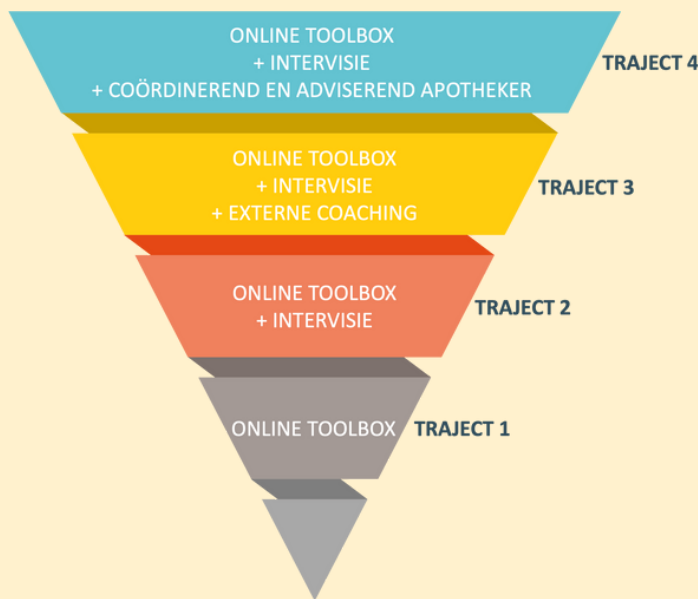 ONLINE TOOLBOX
+ INTERVISIE
+ COÖRDINEREND EN ADVISEREND APOTHEKER
TRAJECT 4
ONLINE TOOLBOX
+ INTERVISIE
+ EXTERNE COACHING
TRAJECT 3
ONLINE TOOLBOX
+ INTERVISIE
TRAJECT 2
ONLINE TOOLBOX
TRAJECT 1